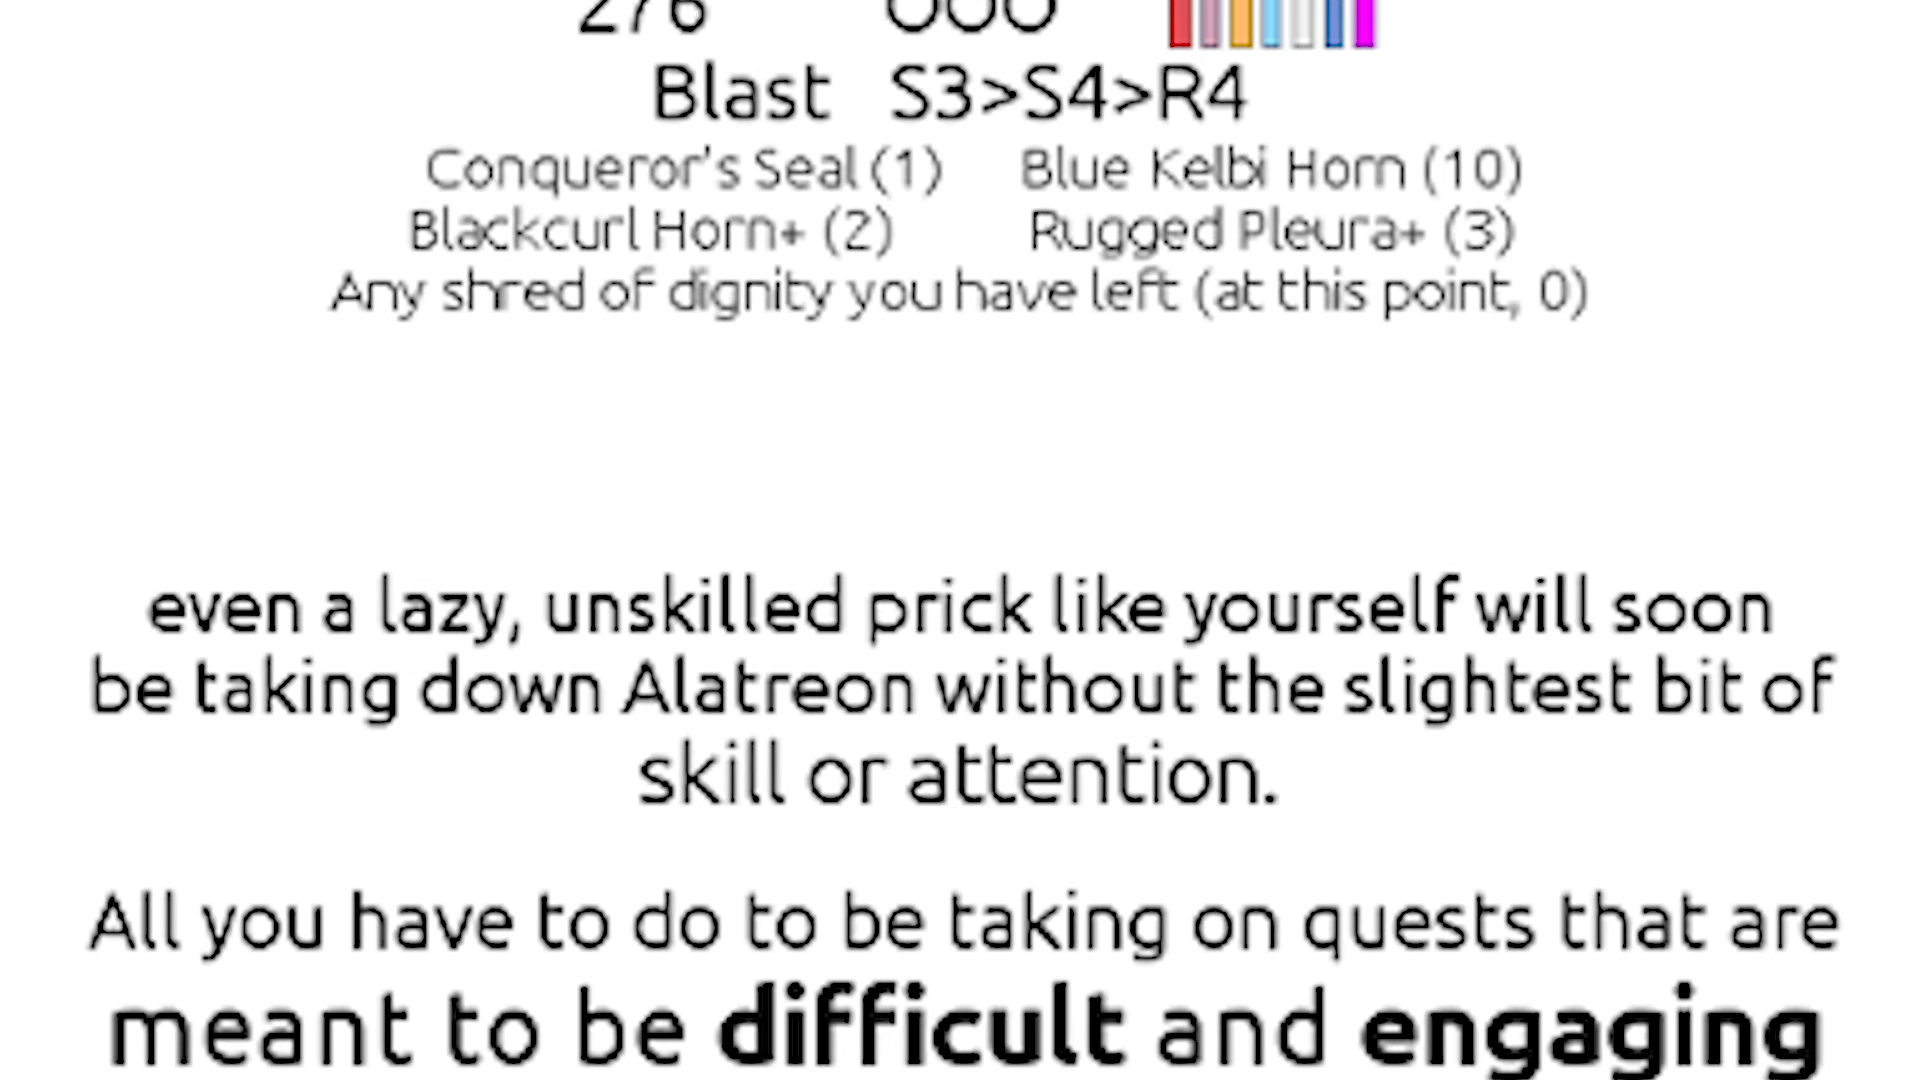 276 OOO
Blast S3>S4>R4
Conqueror's Seal (1) Blue Kelbi Horn (10)
Blackcurl Horn+ (2) Rugged Pleura+ (3)
Any shred of dignity you have left (at this point, 0)
even a lazy, unskilled prick like yourself will soon
be taking down Alatreon without the slightest bit of
skill or attention.
All you have to do to be taking on quests that are
meant to be difficult and engaging